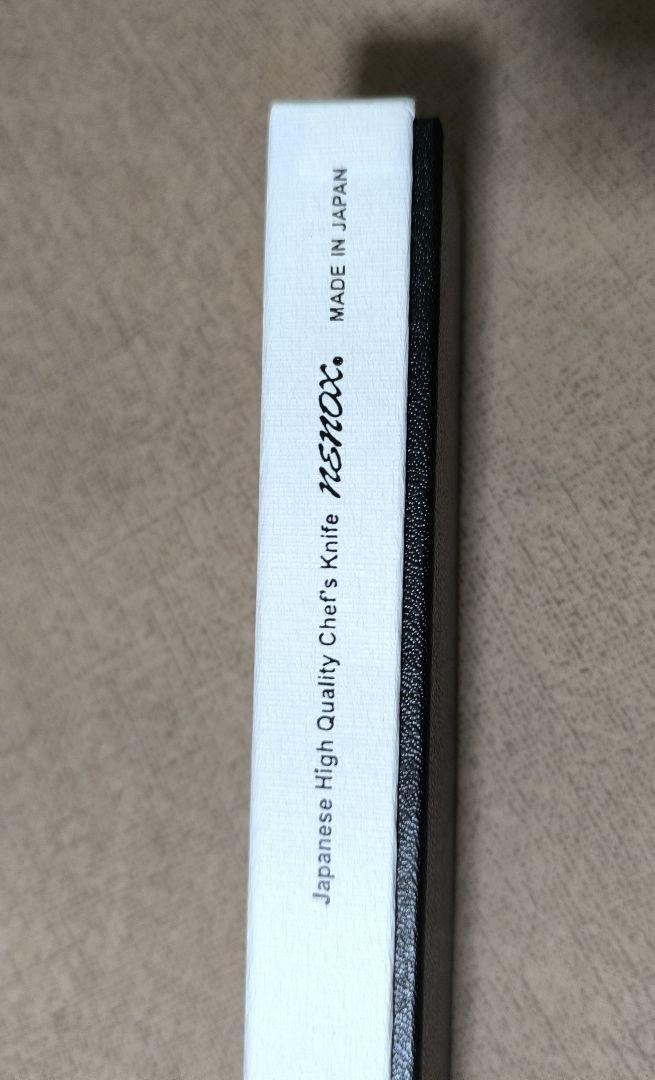 Japanese High Quality Chef's Knife nenox. MADE IN JAPAN